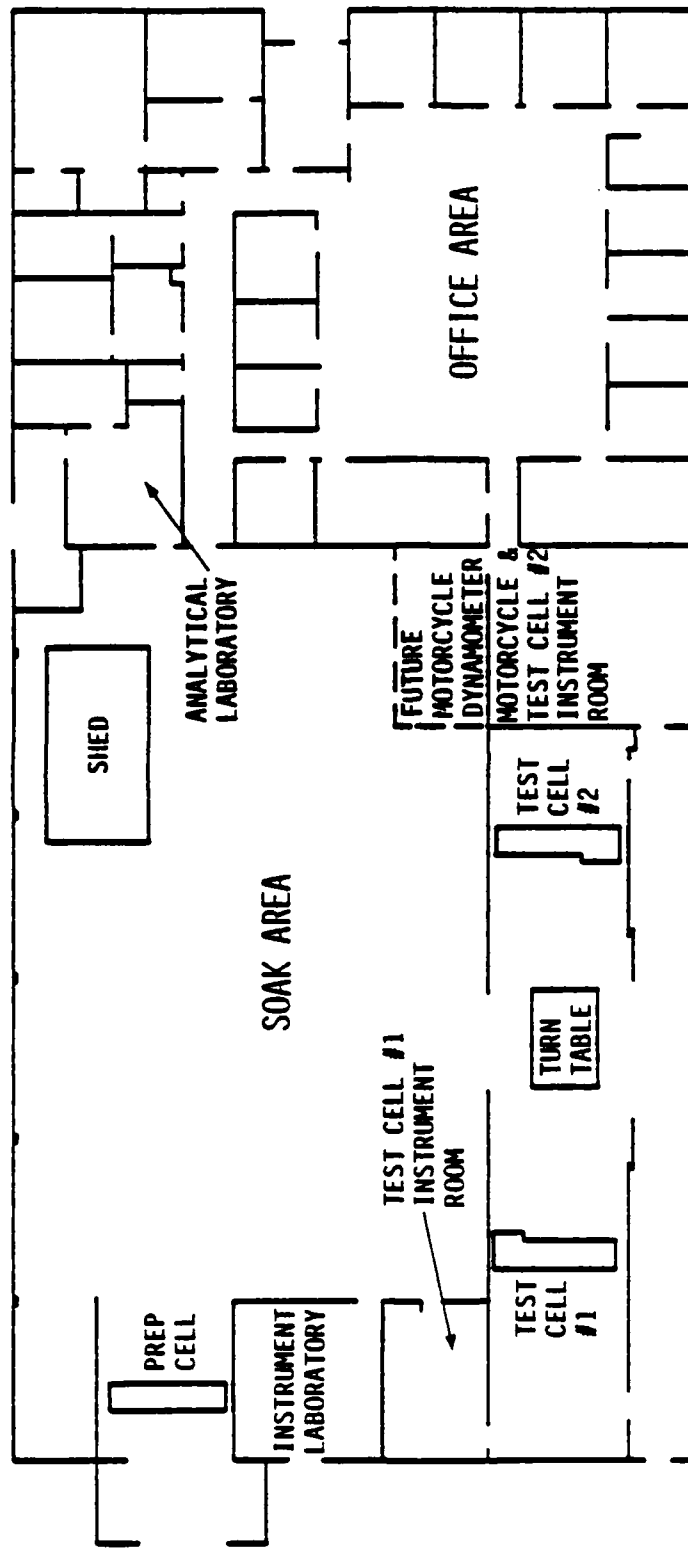 PREP
CELL
INSTRUMENT
LABORATORY
TEST CELL #1
INSTRUMENT
ROOM
TEST
CELL
#1
SOAK AREA
TURN
TABLE
SHED
TEST
CELL
#2
ANALYTICAL
LABORATORY
FUTURE
MOTORCYCLE
DYNAMOMETER
MOTORCYCLE &
TEST CELL #2
INSTRUMENT
ROOM
OFFICE AREA